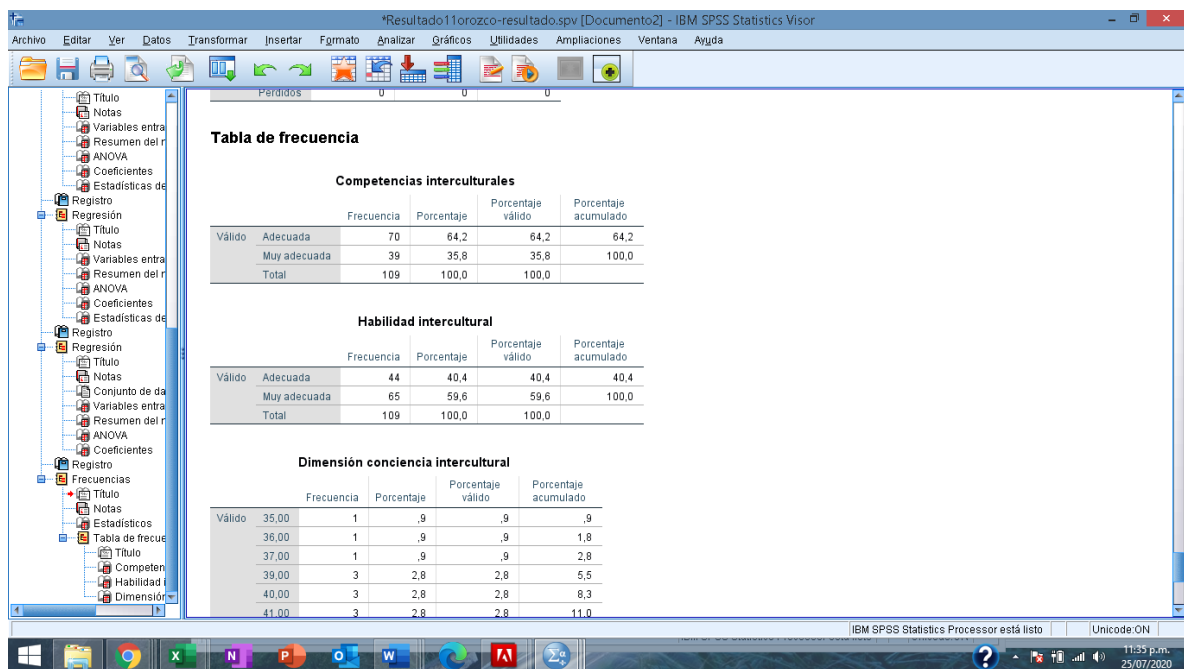 *Resultado11orozco-resultado.spv [Documento2] - IBM SPSS Statistics Visor
Archivo Editar Ver Datos Transformar Insertar Formato Analizar Gráficos Utilidades Ampliaciones Ventana Ayuda
Título
Notas
Variables entra
Resumen del r
ANOVA
Coeficientes
Estadísticas de
Registro
Regresión
Título
Notas
Variables entra
Resumen del r
ANOVA
Coeficientes
Estadísticas de
Registro
Regresión
Título
Notas
Conjunto de da
Variables entra
Resumen del r
ANOVA
Coeficientes
Registro
Frecuencias
Título
Notas
Estadísticos
Tabla de frecue
Título
Competen
Habilidad i
Dimensión
Perdidos 0 0 0
Tabla de frecuencia
Competencias interculturales
Frecuencia Porcentaje Porcentaje válido Porcentaje acumulado
Válido Adecuada 70 64,2 64,2 64,2
Muy adecuada 39 35,8 35,8 100,0
Total 109 100,0 100,0
Habilidad intercultural
Frecuencia Porcentaje Porcentaje válido Porcentaje acumulado
Válido Adecuada 44 40,4 40,4 40,4
Muy adecuada 65 59,6 59,6 100,0
Total 109 100,0 100,0
Dimensión conciencia intercultural
Frecuencia Porcentaje Porcentaje válido Porcentaje acumulado
Válido 35,00 1 ,9 ,9 ,9
36,00 1 ,9 ,9 1,8
37,00 1 ,9 ,9 2,8
39,00 3 2,8 2,8 5,5
40,00 3 2,8 2,8 8,3
41,00 3 2,8 2,8 11,0
IBM SPSS Statistics Processor está listo Unicode:ON
11:35 p.m.
25/07/2020